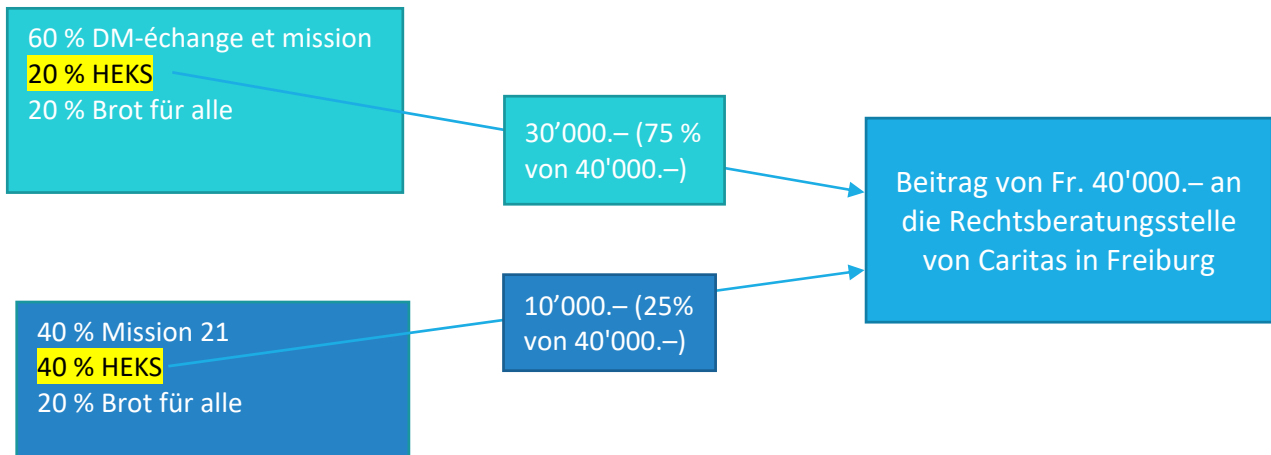 60 % DM-échange et mission
20 % HEKS
20 % Brot für alle
30’000.– (75 %
von 40'000.–)
Beitrag von Fr. 40'000.– an
die Rechtsberatungsstelle
von Caritas in Freiburg
10’000.– (25%
von 40'000.–)
40 % Mission 21
40 % HEKS
20 % Brot für alle